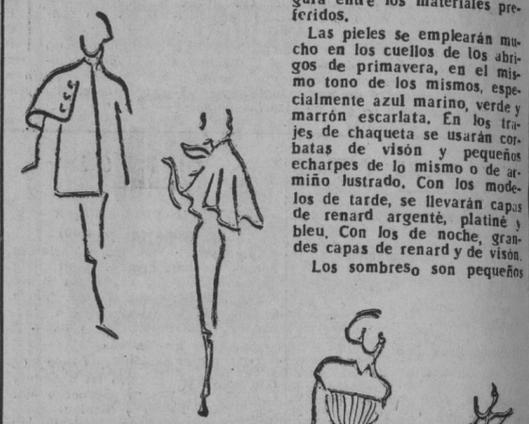 gura entre los materiales pre-
feridos.
Las pieles se emplearán mu-
cho en los cuellos de los abri-
gos de primavera, en el mis-
mo tono de los mismos, espe-
cialmente azul marino, verde y
marrón escarlata. En los tra-
jes de chaqueta se usarán cor-
batas de visón y pequeños
echarpes de lo mismo o de ar-
miño lustrado. Con los mode-
los de tarde, se llevarán capas
de renard argenté, platiné y
bleu. Con los de noche, gran-
des capas de renard y de visón.
Los sombreso son pequeños